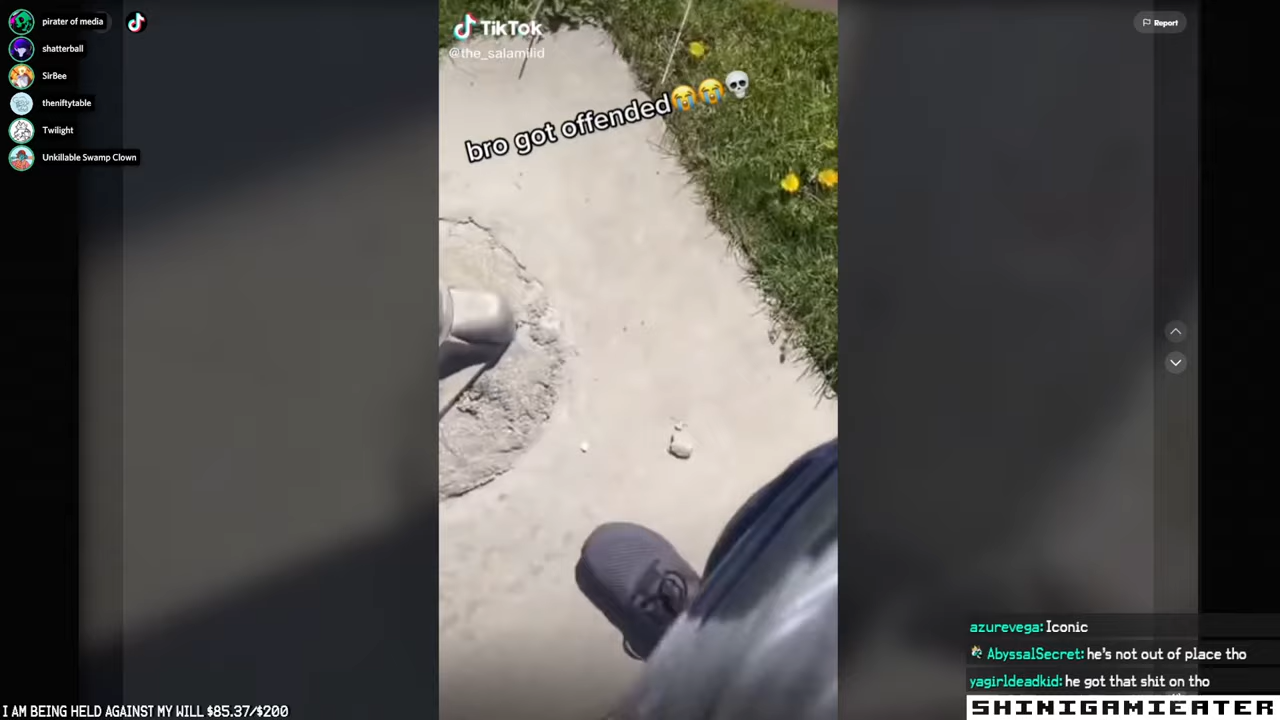 pirater of media
shatterball
SirBee
theniftytable
Twilight
Unkillable Swamp Clown
TikTok
@the_salamilid
bro got offended😭😭💀
Report
azurevega: Iconic
AbyssalSecret: he's not out of place tho
yagirldeadkid: he got that shit on tho
I AM BEING HELD AGAINST MY WILL $85.37/$200
SHINIGAMIEATER